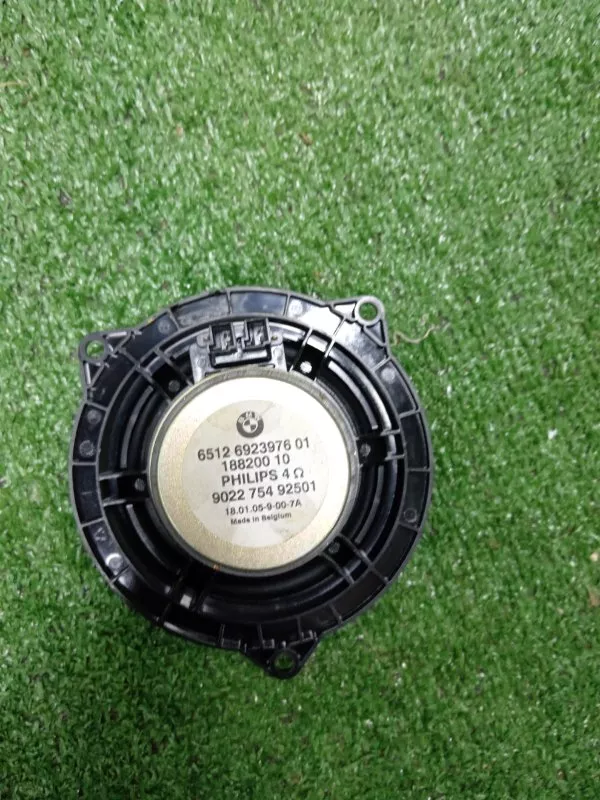 BMW
6512 6923976 01
188200 10
PHILIPS 4 Ω
9022 754 92501
18.01.05-9-00-7A
Made in Belgium